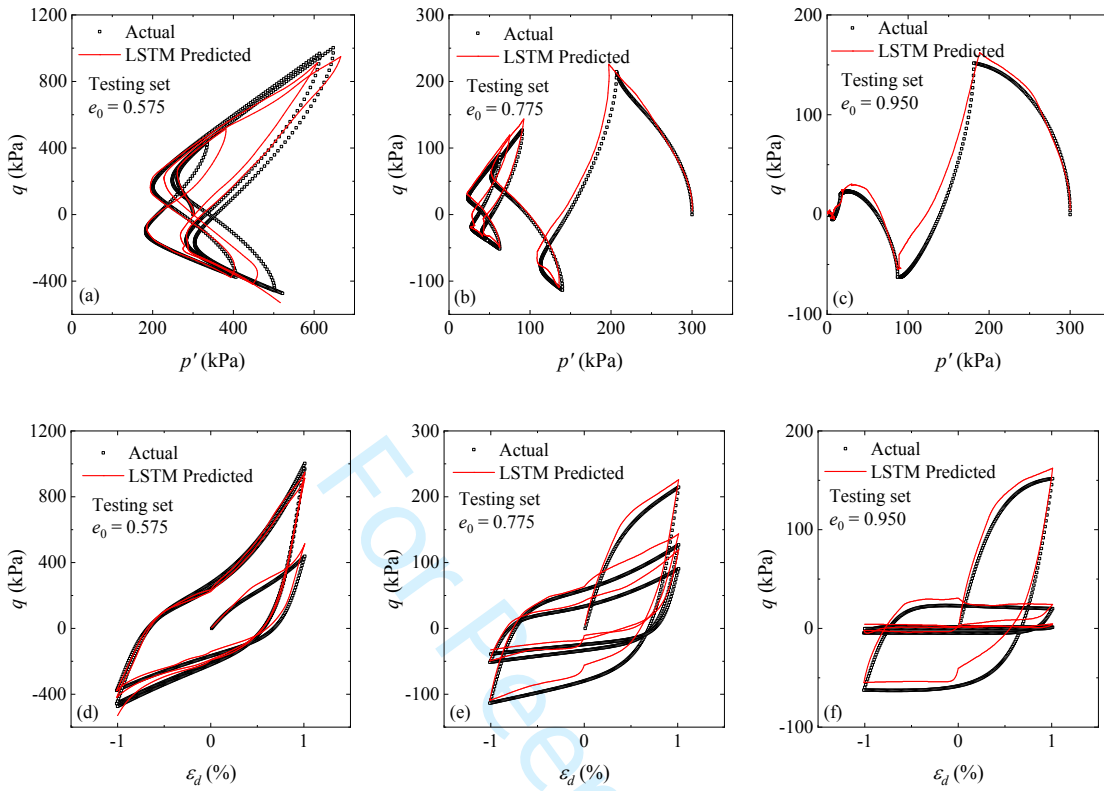 1200
800
400
0
-400
q (kPa)
Actual
LSTM Predicted
Testing set
e0 = 0.575
(a)
0 200 400 600 800
p′ (kPa)
300
200
100
0
-100
q (kPa)
Actual
LSTM Predicted
Testing set
e0 = 0.775
(b)
0 100 200 300
p′ (kPa)
200
100
0
-100
q (kPa)
Actual
LSTM Predicted
Testing set
e0 = 0.950
(c)
0 100 200 300
p′ (kPa)
1200
800
400
0
-400
q (kPa)
Actual
LSTM Predicted
Testing set
e0 = 0.575
(d)
-1 0 1
εd (%)
300
200
100
0
-100
q (kPa)
Actual
LSTM Predicted
Testing set
e0 = 0.775
(e)
-1 0 1
εd (%)
200
100
0
-100
q (kPa)
Actual
LSTM Predicted
Testing set
e0 = 0.950
(f)
-1 0 1
εd (%)
For Peer